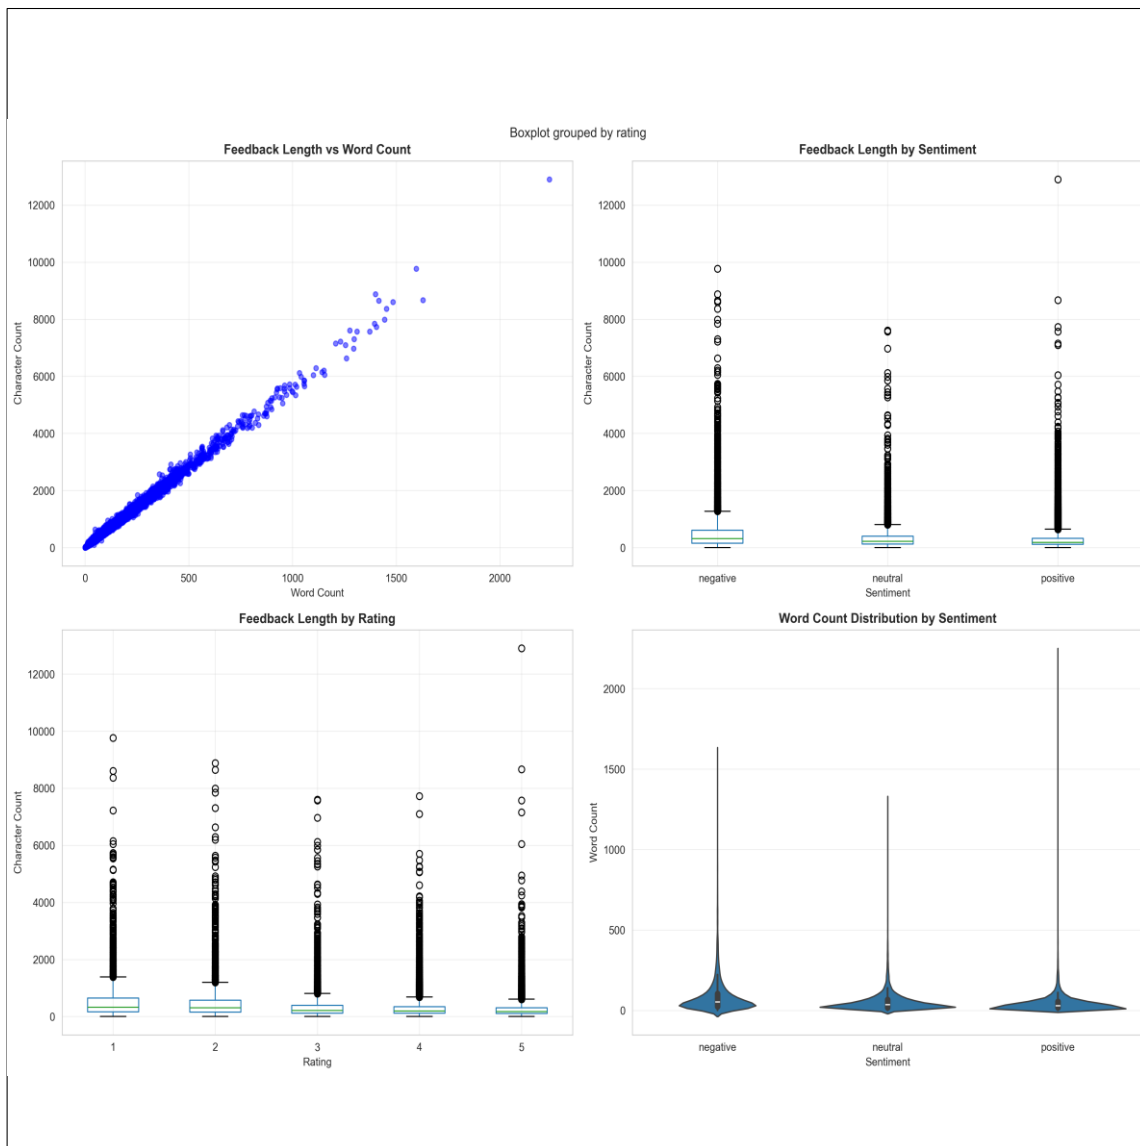 Boxplot grouped by rating
Feedback Length vs Word Count
Character Count
12000
10000
8000
6000
4000
2000
0
0 500 1000 1500 2000
Word Count
Feedback Length by Sentiment
Character Count
12000
10000
8000
6000
4000
2000
0
negative neutral positive
Sentiment
Feedback Length by Rating
Character Count
12000
10000
8000
6000
4000
2000
0
1 2 3 4 5
Rating
Word Count Distribution by Sentiment
Word Count
2000
1500
1000
500
0
negative neutral positive
Sentiment